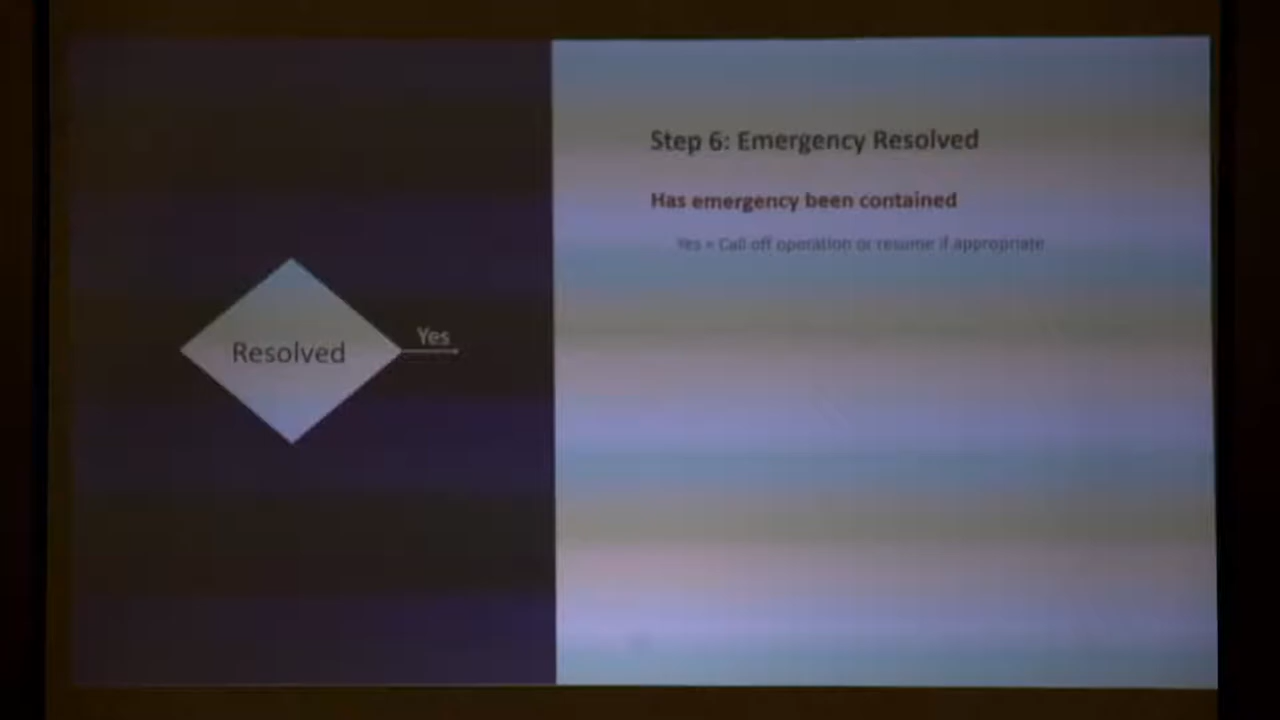 Step 6: Emergency Resolved
Has emergency been contained
Yes = Call off operation or resume if appropriate
Resolved
Yes